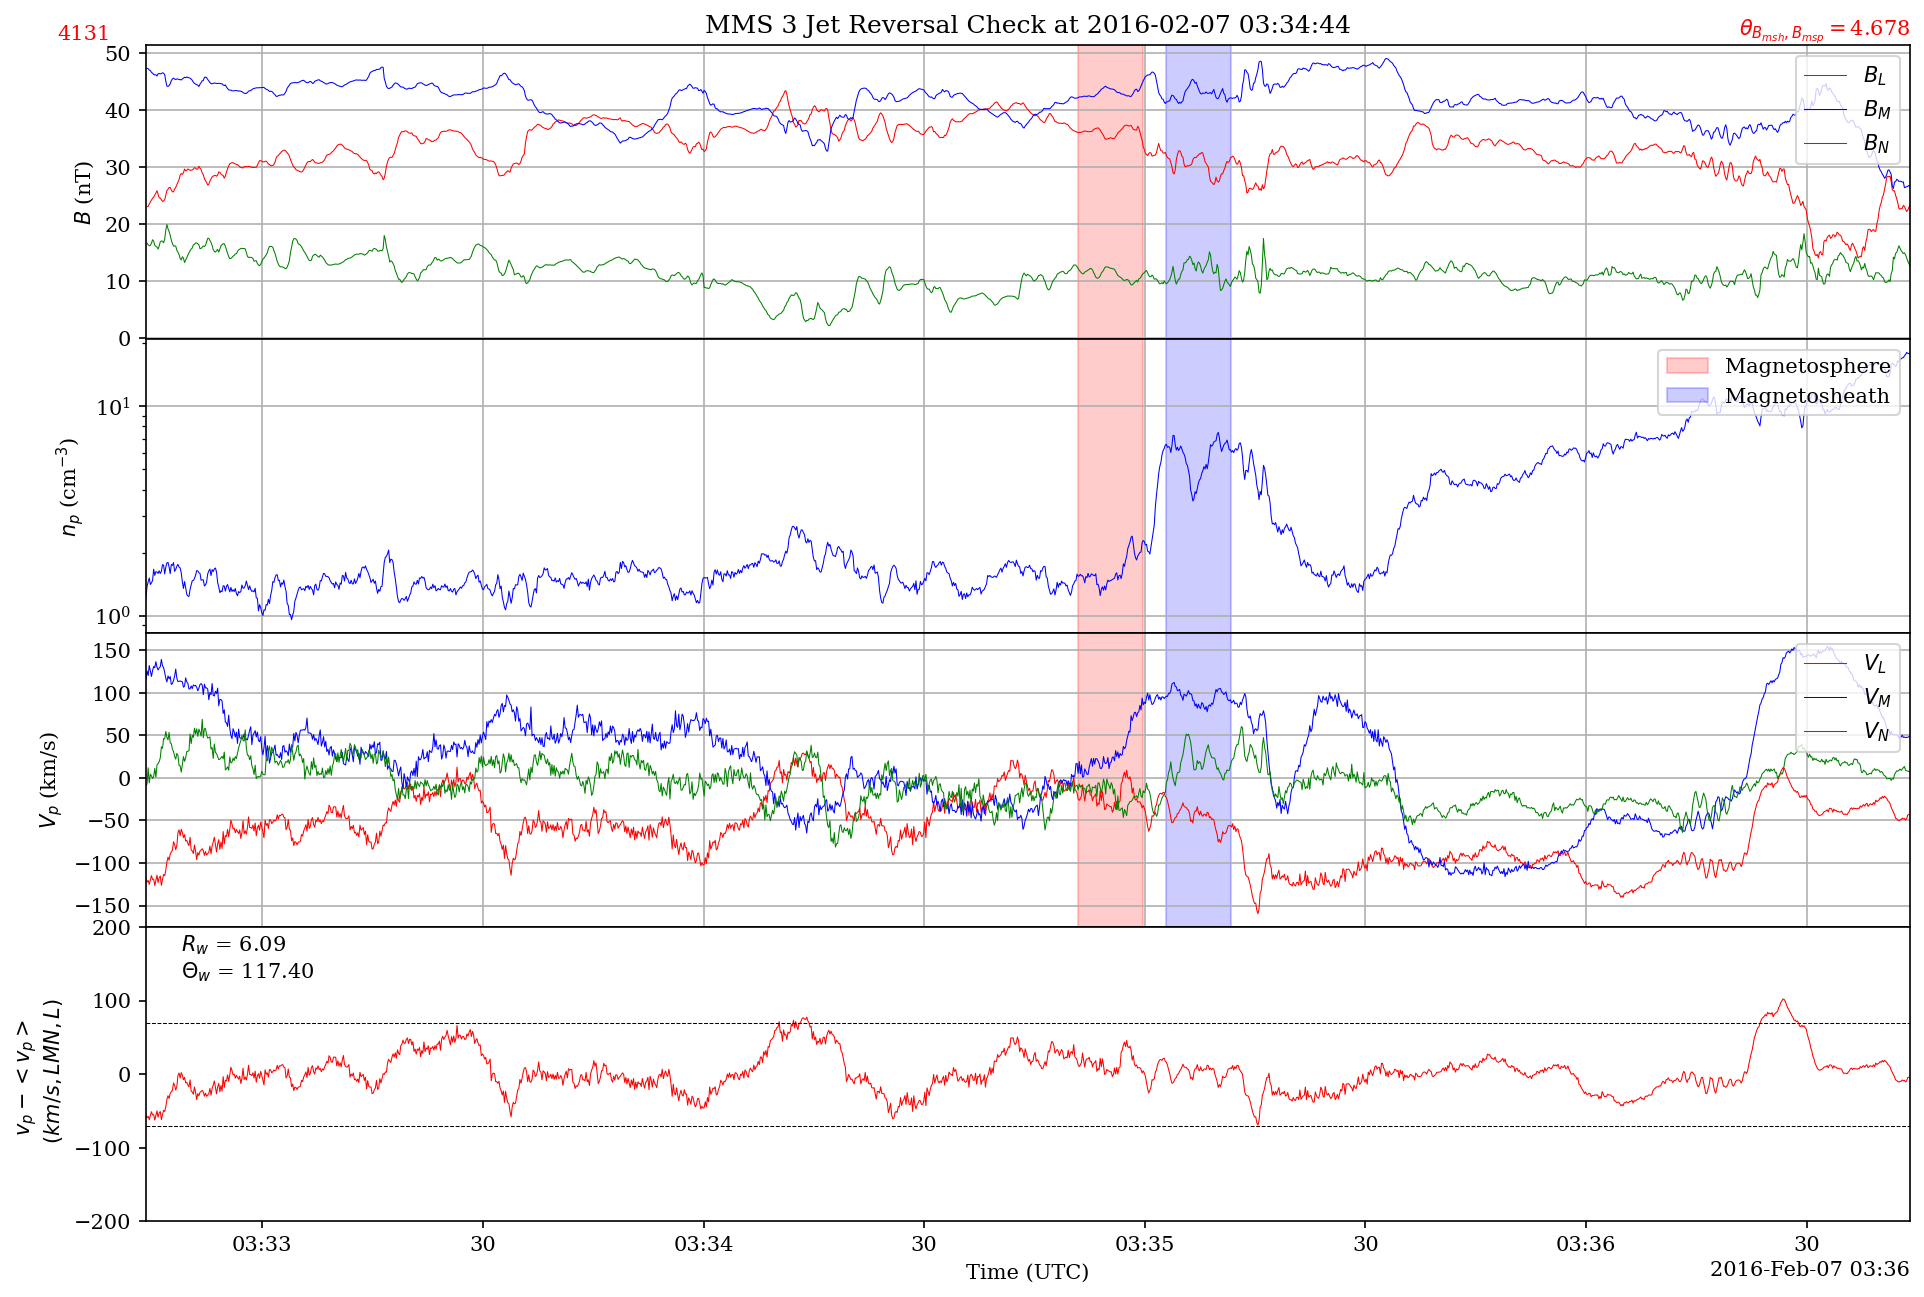 MMS 3 Jet Reversal Check at 2016-02-07 03:34:44
4131
θ_{B_{msh}, B_{msp}} = 4.678
50
40
30
20
10
0
B (nT)
B_L
B_M
B_N
10^1
10^0
n_p (cm^{-3})
Magnetosphere
Magnetosheath
150
100
50
0
−50
−100
−150
V_p (km/s)
V_L
V_M
V_N
200
100
0
−100
−200
v_p − < v_p >
(km/s, LMN, L)
R_w = 6.09
Θ_w = 117.40
03:33
30
03:34
30
03:35
30
03:36
30
Time (UTC)
2016-Feb-07 03:36